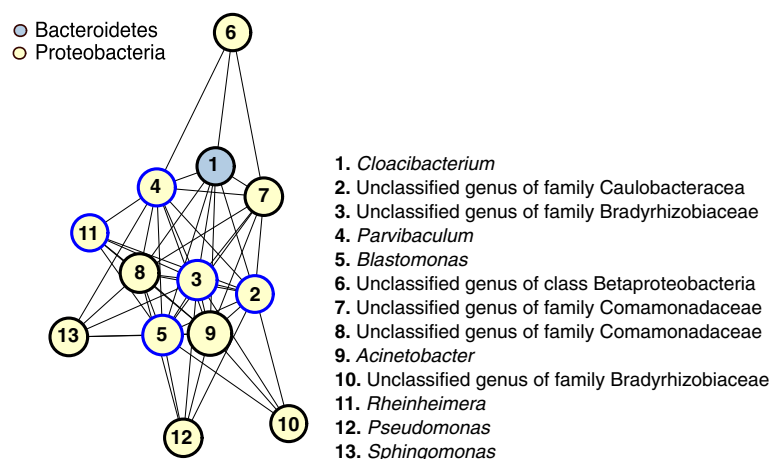 Bacteroidetes
Proteobacteria
6
1
4
7
11
8
3
2
13
5
9
12
10
1. Cloacibacterium
2. Unclassified genus of family Caulobacteracea
3. Unclassified genus of family Bradyrhizobiaceae
4. Parvibaculum
5. Blastomonas
6. Unclassified genus of class Betaproteobacteria
7. Unclassified genus of family Comamonadaceae
8. Unclassified genus of family Comamonadaceae
9. Acinetobacter
10. Unclassified genus of family Bradyrhizobiaceae
11. Rheinheimera
12. Pseudomonas
13. Sphingomonas